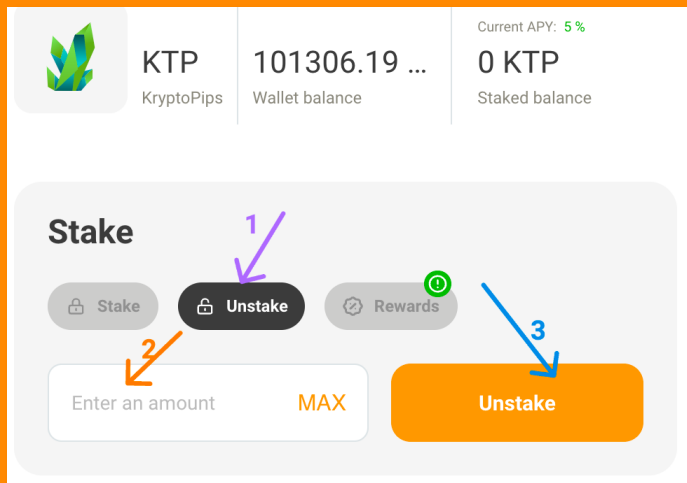 Current APY: 5 %
KTP
101306.19 ...
0 KTP
KryptoPips
Wallet balance
Staked balance
Stake
1
Stake
Unstake
Rewards
2
3
Enter an amount
MAX
Unstake